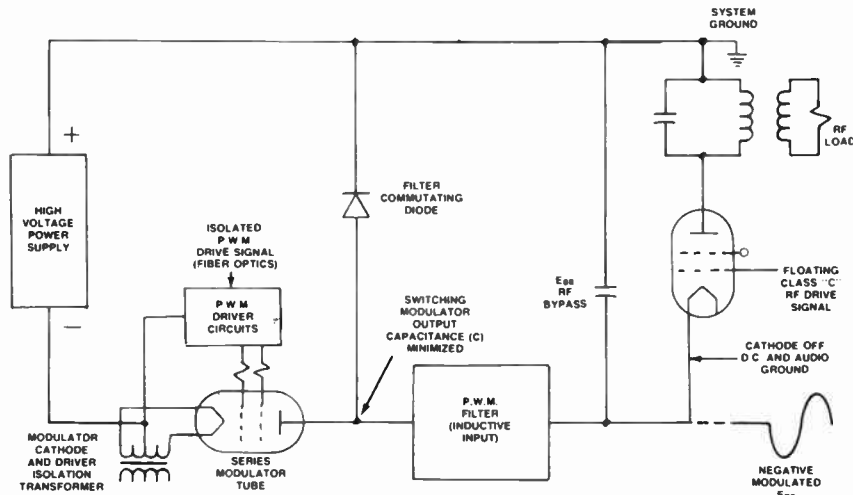 SYSTEM
GROUND
RF
LOAD
+
HIGH
VOLTAGE
POWER
SUPPLY
−
ISOLATED
P W M
DRIVE SIGNAL
(FIBER OPTICS)
P W M
DRIVER
CIRCUITS
FILTER
COMMUTATING
DIODE
SWITCHING
MODULATOR
OUTPUT
CAPACITANCE (C)
MINIMIZED
EBB
RF
BYPASS
FLOATING
CLASS "C"
RF DRIVE
SIGNAL
CATHODE OFF
D.C AND AUDIO
GROUND
MODULATOR
CATHODE
AND DRIVER
ISOLATION
TRANSFORMER
SERIES
MODULATOR
TUBE
P.W.M.
FILTER
(INDUCTIVE
INPUT)
NEGATIVE
MODULATED